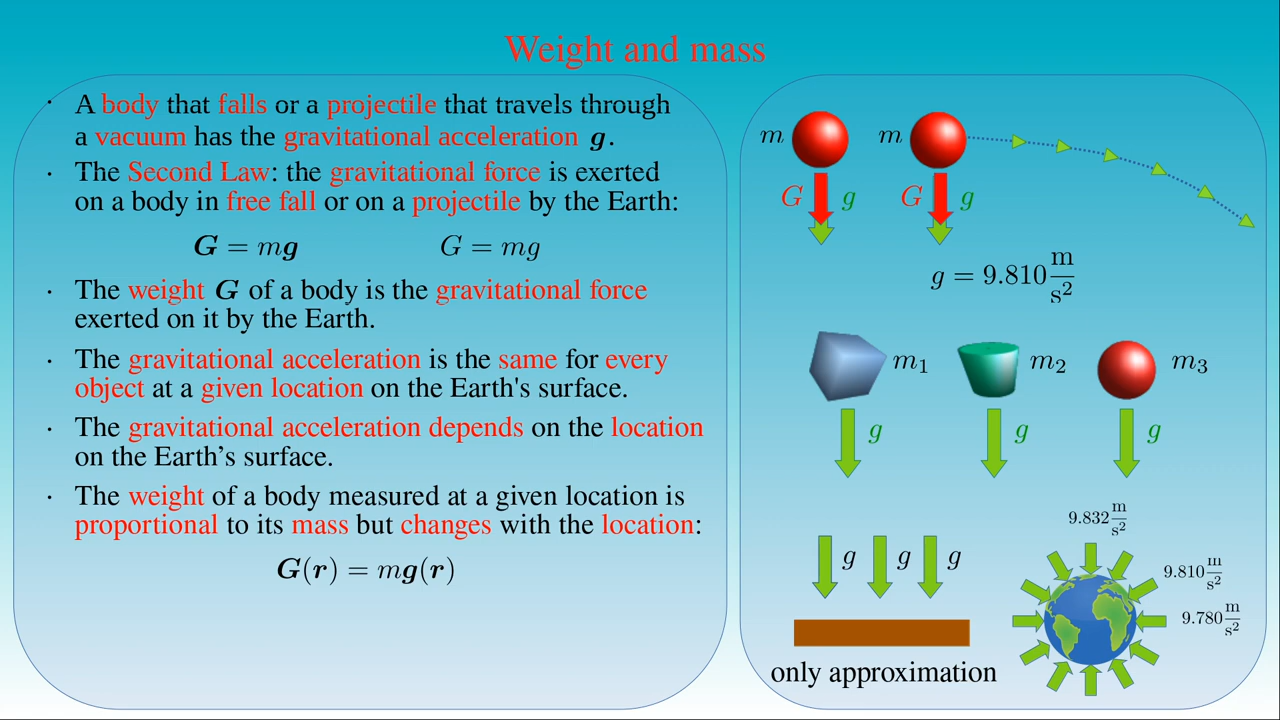 Weight and mass
· A body that falls or a projectile that travels through
a vacuum has the gravitational acceleration g.
· The Second Law: the gravitational force is exerted
on a body in free fall or on a projectile by the Earth:
G = mg G = mg
· The weight G of a body is the gravitational force
exerted on it by the Earth.
· The gravitational acceleration is the same for every
object at a given location on the Earth's surface.
· The gravitational acceleration depends on the location
on the Earth’s surface.
· The weight of a body measured at a given location is
proportional to its mass but changes with the location:
G(r) = mg(r)
m m
G g G g
g = 9.810 m/s²
m₁ m₂ m₃
g g g
9.832 m/s²
g g g
9.810 m/s²
9.780 m/s²
only approximation